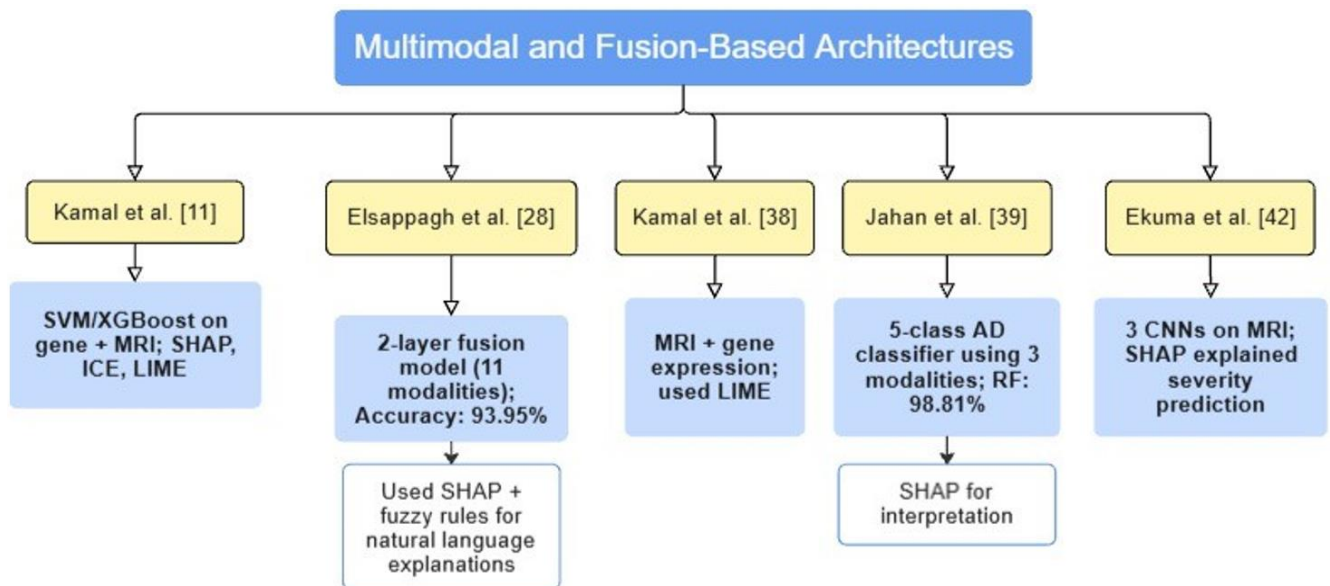 Multimodal and Fusion-Based Architectures
Kamal et al. [11]
Elsappagh et al. [28]
Kamal et al. [38]
Jahan et al. [39]
Ekuma et al. [42]
SVM/XGBoost on
gene + MRI; SHAP,
ICE, LIME
2-layer fusion
model (11
modalities);
Accuracy: 93.95%
MRI + gene
expression;
used LIME
5-class AD
classifier using 3
modalities; RF:
98.81%
3 CNNs on MRI;
SHAP explained
severity
prediction
Used SHAP +
fuzzy rules for
natural language
explanations
SHAP for
interpretation